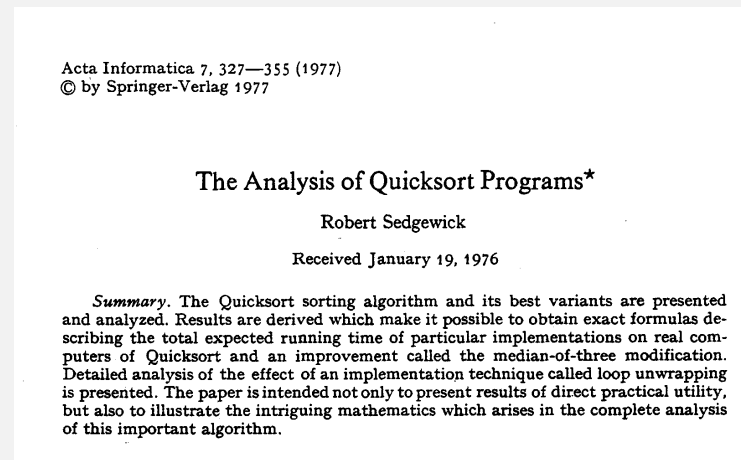 Acta Informatica 7, 327—355 (1977)
© by Springer-Verlag 1977
The Analysis of Quicksort Programs*
Robert Sedgewick
Received January 19, 1976
Summary. The Quicksort sorting algorithm and its best variants are presented
and analyzed. Results are derived which make it possible to obtain exact formulas de-
scribing the total expected running time of particular implementations on real com-
puters of Quicksort and an improvement called the median-of-three modification.
Detailed analysis of the effect of an implementation technique called loop unwrapping
is presented. The paper is intended not only to present results of direct practical utility,
but also to illustrate the intriguing mathematics which arises in the complete analysis
of this important algorithm.